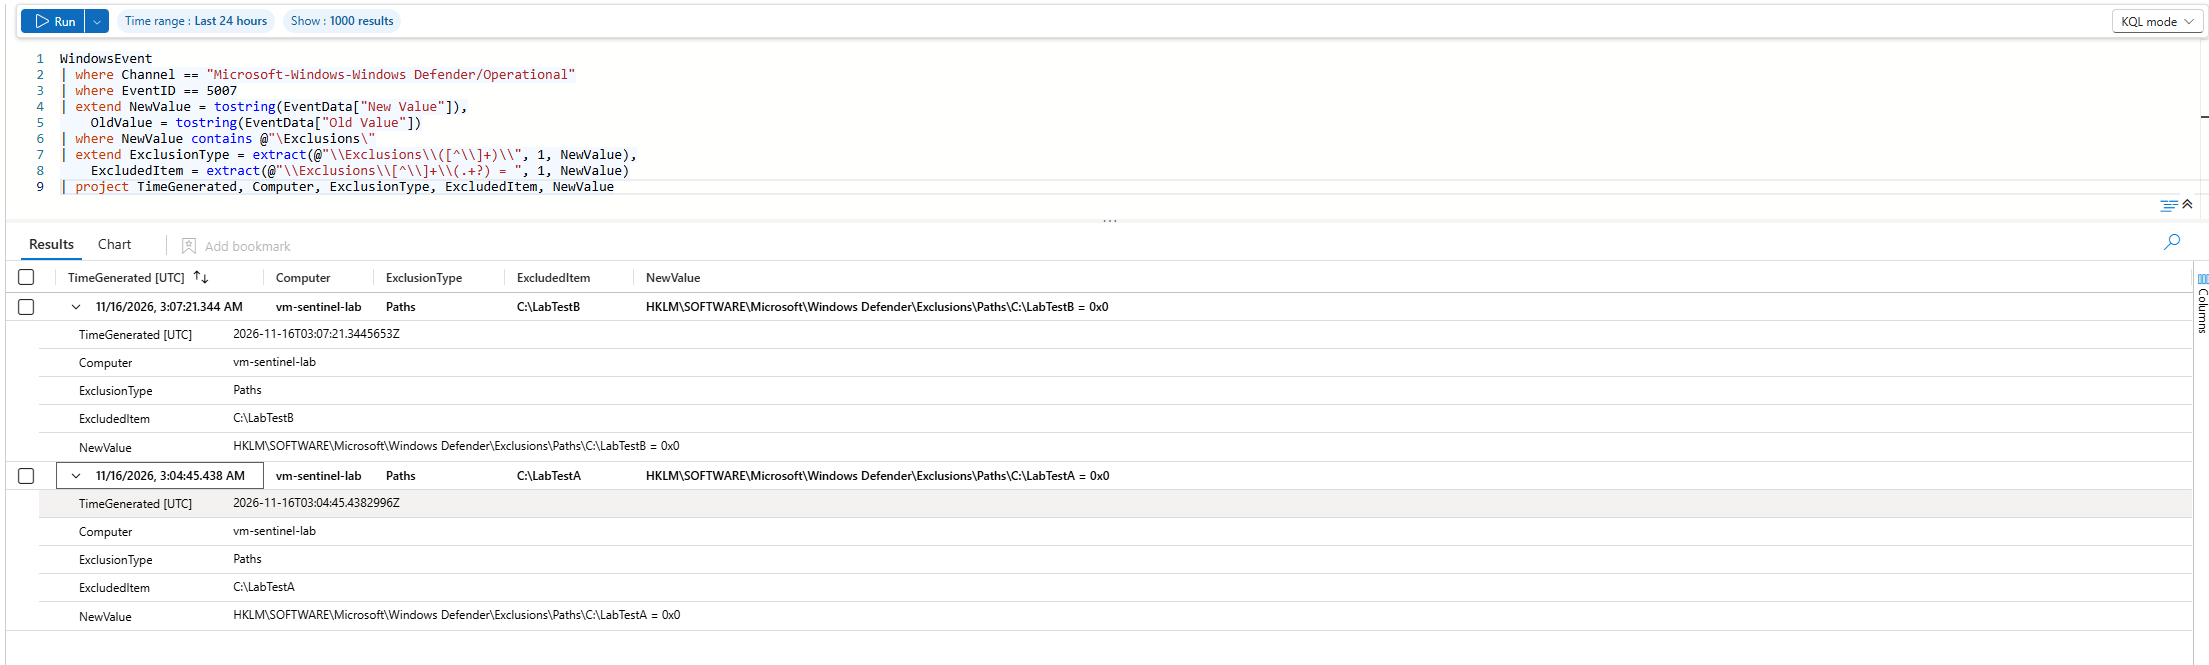 Run
Time range : Last 24 hours
Show : 1000 results
KQL mode
1 WindowsEvent
2 | where Channel == "Microsoft-Windows-Windows Defender/Operational"
3 | where EventID == 5007
4 | extend NewValue = tostring(EventData["New Value"]),
5 OldValue = tostring(EventData["Old Value"])
6 | where NewValue contains @"\Exclusions\"
7 | extend ExclusionType = extract(@"\\Exclusions\\([^\\]+)\\", 1, NewValue),
8 ExcludedItem = extract(@"\\Exclusions\\[^\\]+\\(.+?) = ", 1, NewValue)
9 | project TimeGenerated, Computer, ExclusionType, ExcludedItem, NewValue
...
Results Chart Add bookmark
TimeGenerated [UTC] Computer ExclusionType ExcludedItem NewValue
11/16/2026, 3:07:21.344 AM vm-sentinel-lab Paths C:\LabTestB HKLM\SOFTWARE\Microsoft\Windows Defender\Exclusions\Paths\C:\LabTestB = 0x0
TimeGenerated [UTC] 2026-11-16T03:07:21.3445653Z
Computer vm-sentinel-lab
ExclusionType Paths
ExcludedItem C:\LabTestB
NewValue HKLM\SOFTWARE\Microsoft\Windows Defender\Exclusions\Paths\C:\LabTestB = 0x0
11/16/2026, 3:04:45.438 AM vm-sentinel-lab Paths C:\LabTestA HKLM\SOFTWARE\Microsoft\Windows Defender\Exclusions\Paths\C:\LabTestA = 0x0
TimeGenerated [UTC] 2026-11-16T03:04:45.4382996Z
Computer vm-sentinel-lab
ExclusionType Paths
ExcludedItem C:\LabTestA
NewValue HKLM\SOFTWARE\Microsoft\Windows Defender\Exclusions\Paths\C:\LabTestA = 0x0
Columns